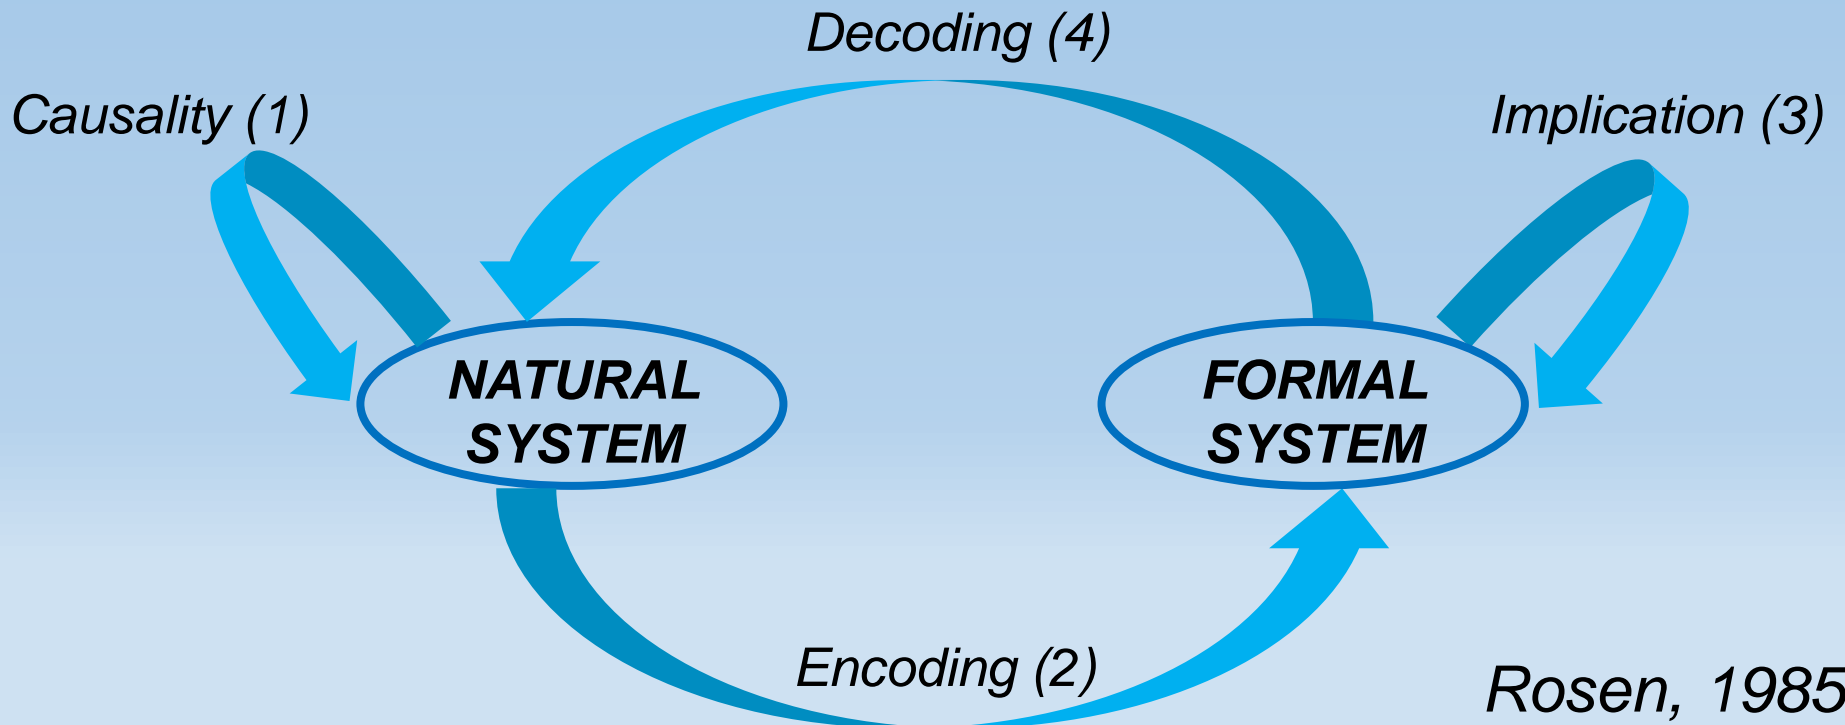 Decoding (4)
Causality (1)
Implication (3)
NATURAL
SYSTEM
FORMAL
SYSTEM
Encoding (2)
Rosen, 1985